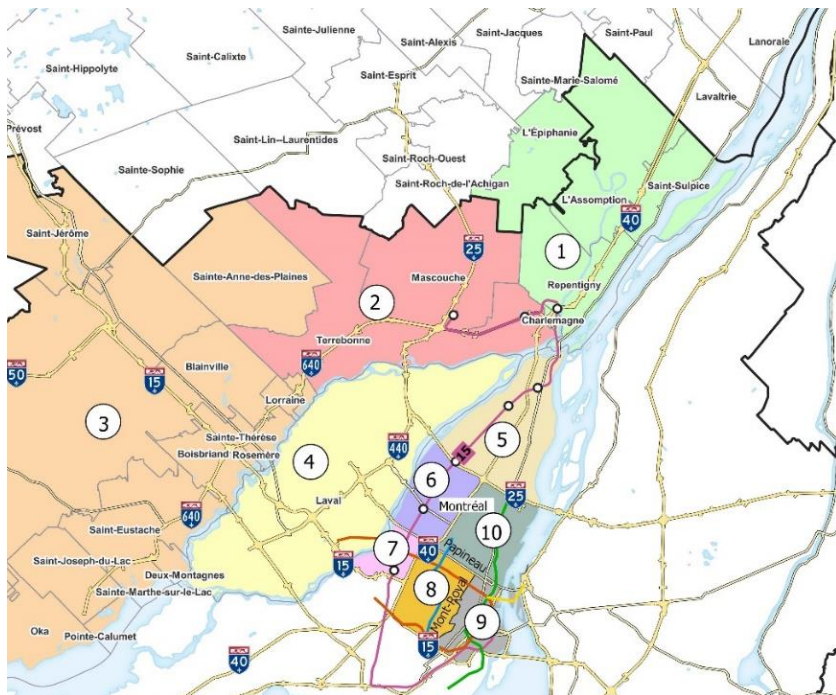 Sainte-Julienne
Saint-Jacques
Saint-Paul
Saint-Alexis
Lanoraie
Saint-Calixte
Saint-Hippolyte
Saint-Esprit
Sainte-Marie-Salomé
Lavaltrie
Prévost
L'Épiphanie
Saint-Lin--Laurentides
Saint-Roch-Ouest
Sainte-Sophie
Saint-Roch-de-l'Achigan
Saint-Sulpice
L'Assomption
40
Saint-Jérôme
25
1
Sainte-Anne-des-Plaines
Mascouche
Repentigny
2
Charlemagne
Terrebonne
640
Blainville
50
15
Lorraine
3
Sainte-Thérèse
5
440
15
Boisbriand
Rosemère
4
6
Laval
25
Montréal
640
Saint-Eustache
10
7
40
Papineau
15
Saint-Joseph-du-Lac
Deux-Montagnes
8
Sainte-Marthe-sur-le-Lac
Mont-Royal
9
Oka
Pointe-Calumet
15
40